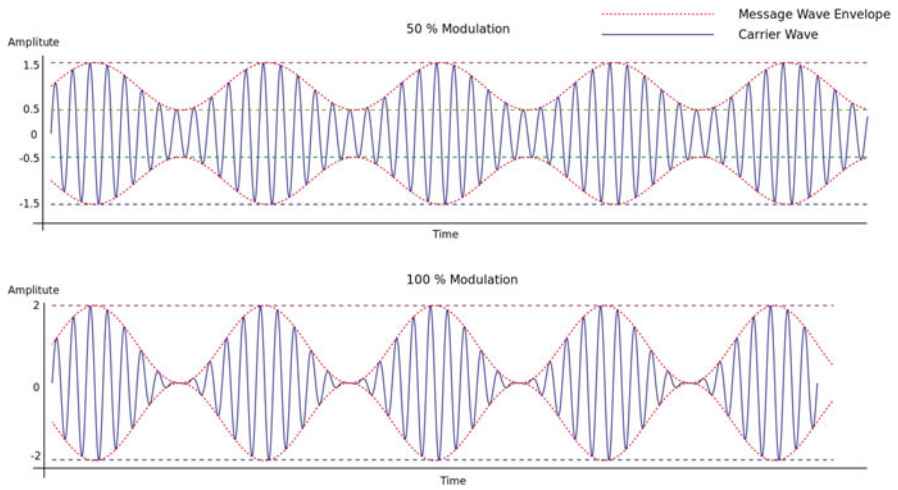 50 % Modulation
Message Wave Envelope
Carrier Wave
Amplitute
1.5
0.5
0
-0.5
-1.5
Time
100 % Modulation
Amplitute
2
0
-2
Time